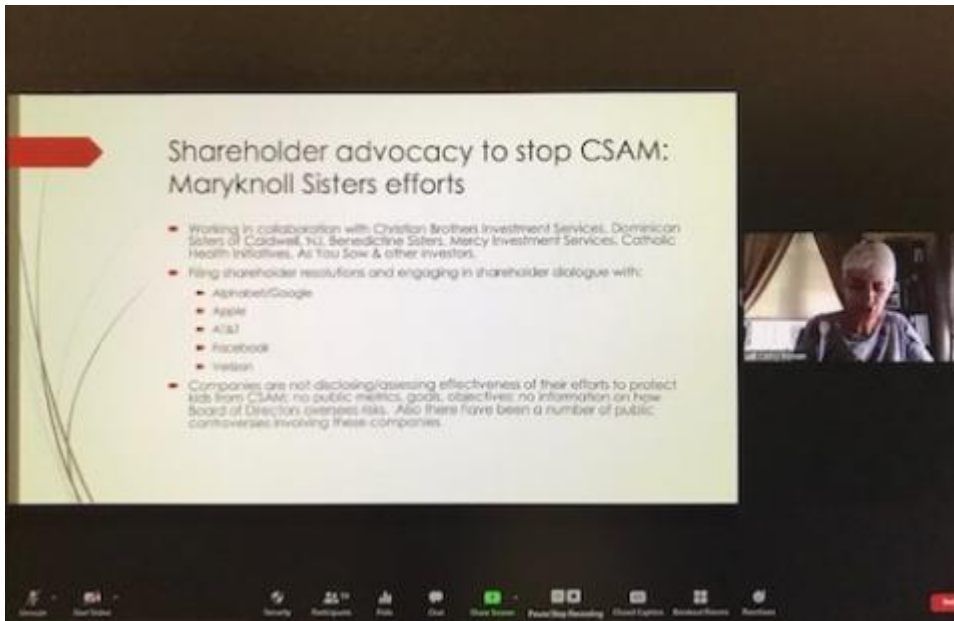 Shareholder advocacy to stop CSAM:
Maryknoll Sisters efforts
Working in collaboration with Christian Brothers Investment Services, Dominican
Sisters of Caldwell, NJ, Benedictine Sisters, Mercy Investment Services, Catholic
Health Initiatives, As You Sow & other investors.
Filing shareholder resolutions and engaging in shareholder dialogue with:
Alphabet/Google
Apple
AT&T
Facebook
Verizon
Companies are not disclosing/assessing effectiveness of their efforts to protect
kids from CSAM; no public metrics, goals, objectives; no information on how
Board of Directors oversees risks. Also there have been a number of public
controversies involving these companies.
Unmute Start Video Security Participants Polls Chat Share Screen Pause/Stop Recording Closed Caption Breakout Rooms Reactions